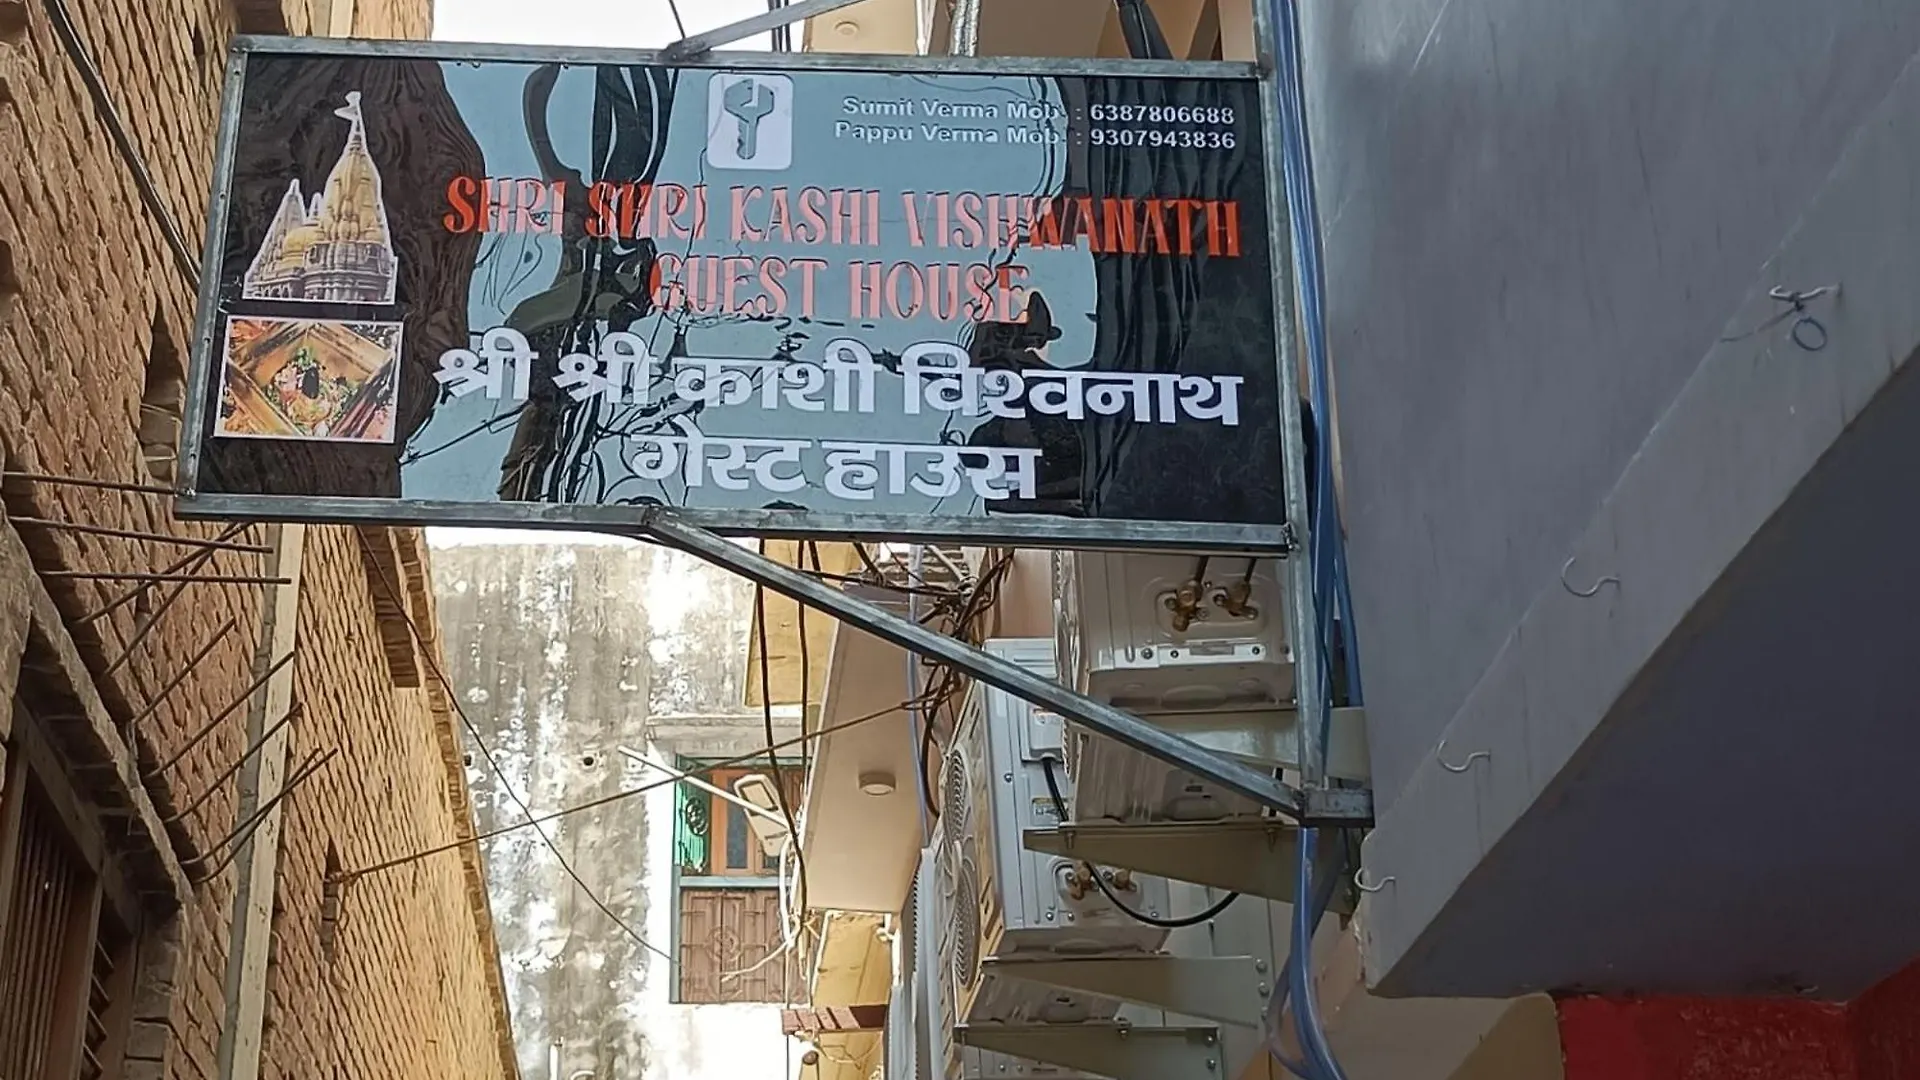 Sumit Verma Mob. : 6387806688
Pappu Verma Mob. : 9307943836
SHRI SHRI KASHI VISHWANATH
GUEST HOUSE
श्री श्री काशी विश्वनाथ
गेस्ट हाउस